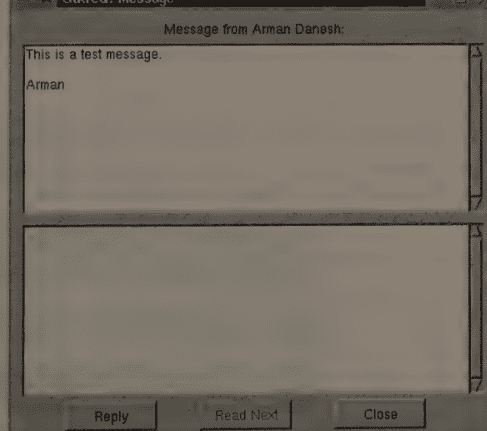 Message from Arman Danesh:
This is a test message.
Arman
Reply Read Next Close